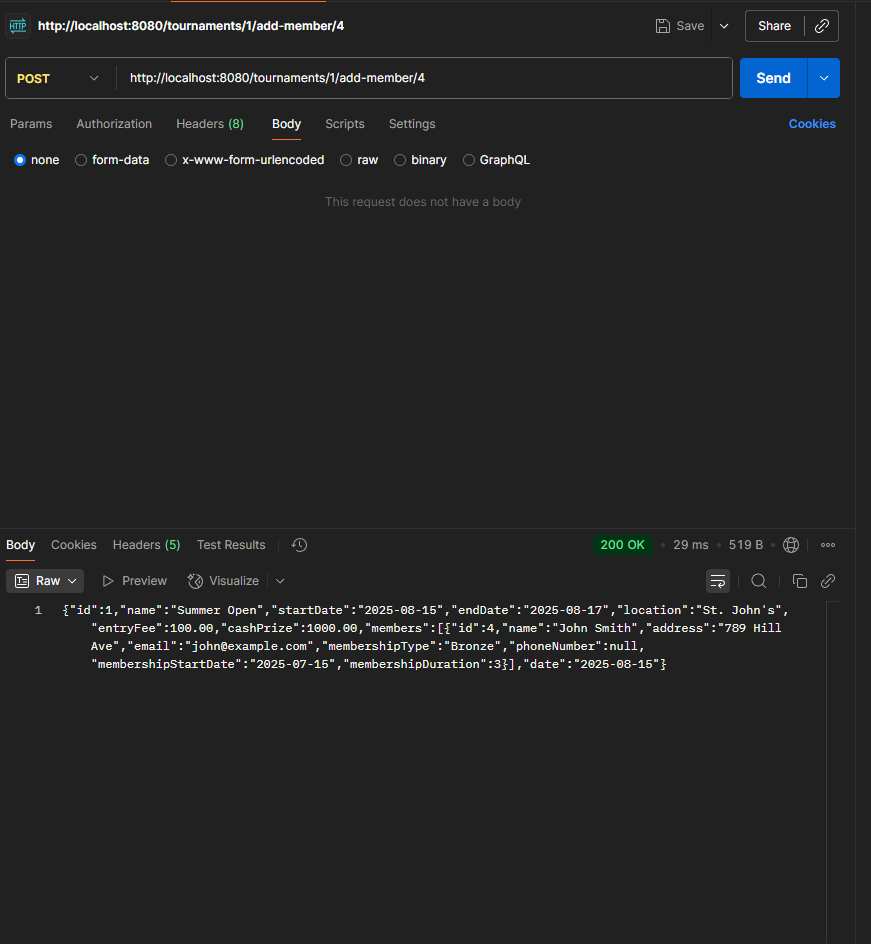 HTTP http://localhost:8080/tournaments/1/add-member/4 Save Share
POST http://localhost:8080/tournaments/1/add-member/4 Send
Params Authorization Headers (8) Body Scripts Settings Cookies
none form-data x-www-form-urlencoded raw binary GraphQL
This request does not have a body
Body Cookies Headers (5) Test Results 200 OK • 29 ms • 519 B
Raw Preview Visualize
1 {"id":1,"name":"Summer Open","startDate":"2025-08-15","endDate":"2025-08-17","location":"St. John's",
"entryFee":100.00,"cashPrize":1000.00,"members":[{"id":4,"name":"John Smith","address":"789 Hill
Ave","email":"john@example.com","membershipType":"Bronze","phoneNumber":null,
"membershipStartDate":"2025-07-15","membershipDuration":3}],"date":"2025-08-15"}